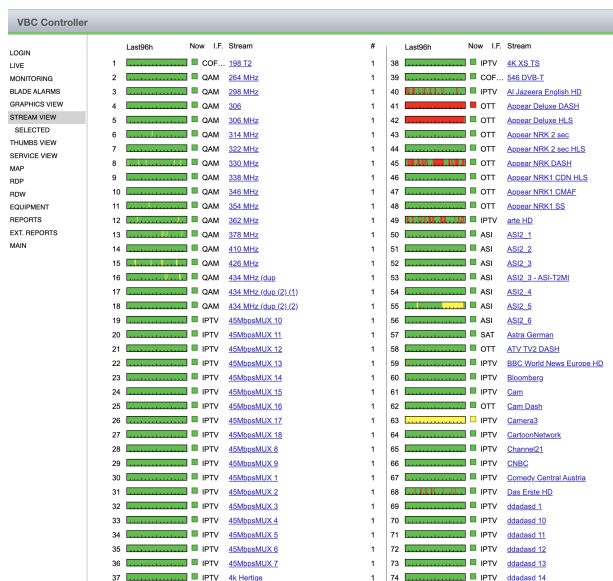 VBC Controller
LOGIN
LIVE
MONITORING
BLADE ALARMS
GRAPHICS VIEW
STREAM VIEW
SELECTED
THUMBS VIEW
SERVICE VIEW
MAP
RDP
RDW
EQUIPMENT
REPORTS
EXT. REPORTS
MAIN
Last96h Now I.F. Stream #
1 COF... 198 T2 1
2 QAM 264 MHz 1
3 QAM 298 MHz 1
4 QAM 306 1
5 QAM 306 MHz 1
6 QAM 314 MHz 1
7 QAM 322 MHz 1
8 QAM 330 MHz 1
9 QAM 338 MHz 1
10 QAM 346 MHz 1
11 QAM 354 MHz 1
12 QAM 362 MHz 1
13 QAM 378 MHz 1
14 QAM 410 MHz 1
15 QAM 426 MHz 1
16 QAM 434 MHz (dup 1
17 QAM 434 MHz (dup (2) (1) 1
18 QAM 434 MHz (dup (2) (2) 1
19 IPTV 45MbpsMUX 10 1
20 IPTV 45MbpsMUX 11 1
21 IPTV 45MbpsMUX 12 1
22 IPTV 45MbpsMUX 13 1
23 IPTV 45MbpsMUX 14 1
24 IPTV 45MbpsMUX 15 1
25 IPTV 45MbpsMUX 16 1
26 IPTV 45MbpsMUX 17 1
27 IPTV 45MbpsMUX 18 1
28 IPTV 45MbpsMUX 8 1
29 IPTV 45MbpsMUX 9 1
30 IPTV 45MbpsMUX 1 1
31 IPTV 45MbpsMUX 2 1
32 IPTV 45MbpsMUX 3 1
33 IPTV 45MbpsMUX 4 1
34 IPTV 45MbpsMUX 5 1
35 IPTV 45MbpsMUX 6 1
36 IPTV 45MbpsMUX 7 1
37 IPTV 4k Hertige 1
Last96h Now I.F. Stream
38 IPTV 4K XS TS
39 COF... 546 DVB-T
40 IPTV Al Jazeera English HD
41 OTT Appear Deluxe DASH
42 OTT Appear Deluxe HLS
43 OTT Appear NRK 2 sec
44 OTT Appear NRK 2 sec HLS
45 OTT Appear NRK DASH
46 OTT Appear NRK1 CDN HLS
47 OTT Appear NRK1 CMAF
48 OTT Appear NRK1 SS
49 IPTV arte HD
50 ASI ASI2_1
51 ASI ASI2_2
52 ASI ASI2_3
53 ASI ASI2_3 - ASI-T2MI
54 ASI ASI2_4
55 ASI ASI2_5
56 ASI ASI2_6
57 SAT Astra German
58 OTT ATV TV2 DASH
59 IPTV BBC World News Europe HD
60 IPTV Bloomberg
61 IPTV Cam
62 OTT Cam Dash
63 IPTV Camera3
64 IPTV CartoonNetwork
65 IPTV Channel21
66 IPTV CNBC
67 IPTV Comedy Central Austria
68 IPTV Das Erste HD
69 IPTV ddadasd 1
70 IPTV ddadasd 10
71 IPTV ddadasd 11
72 IPTV ddadasd 12
73 IPTV ddadasd 13
74 IPTV ddadasd 14